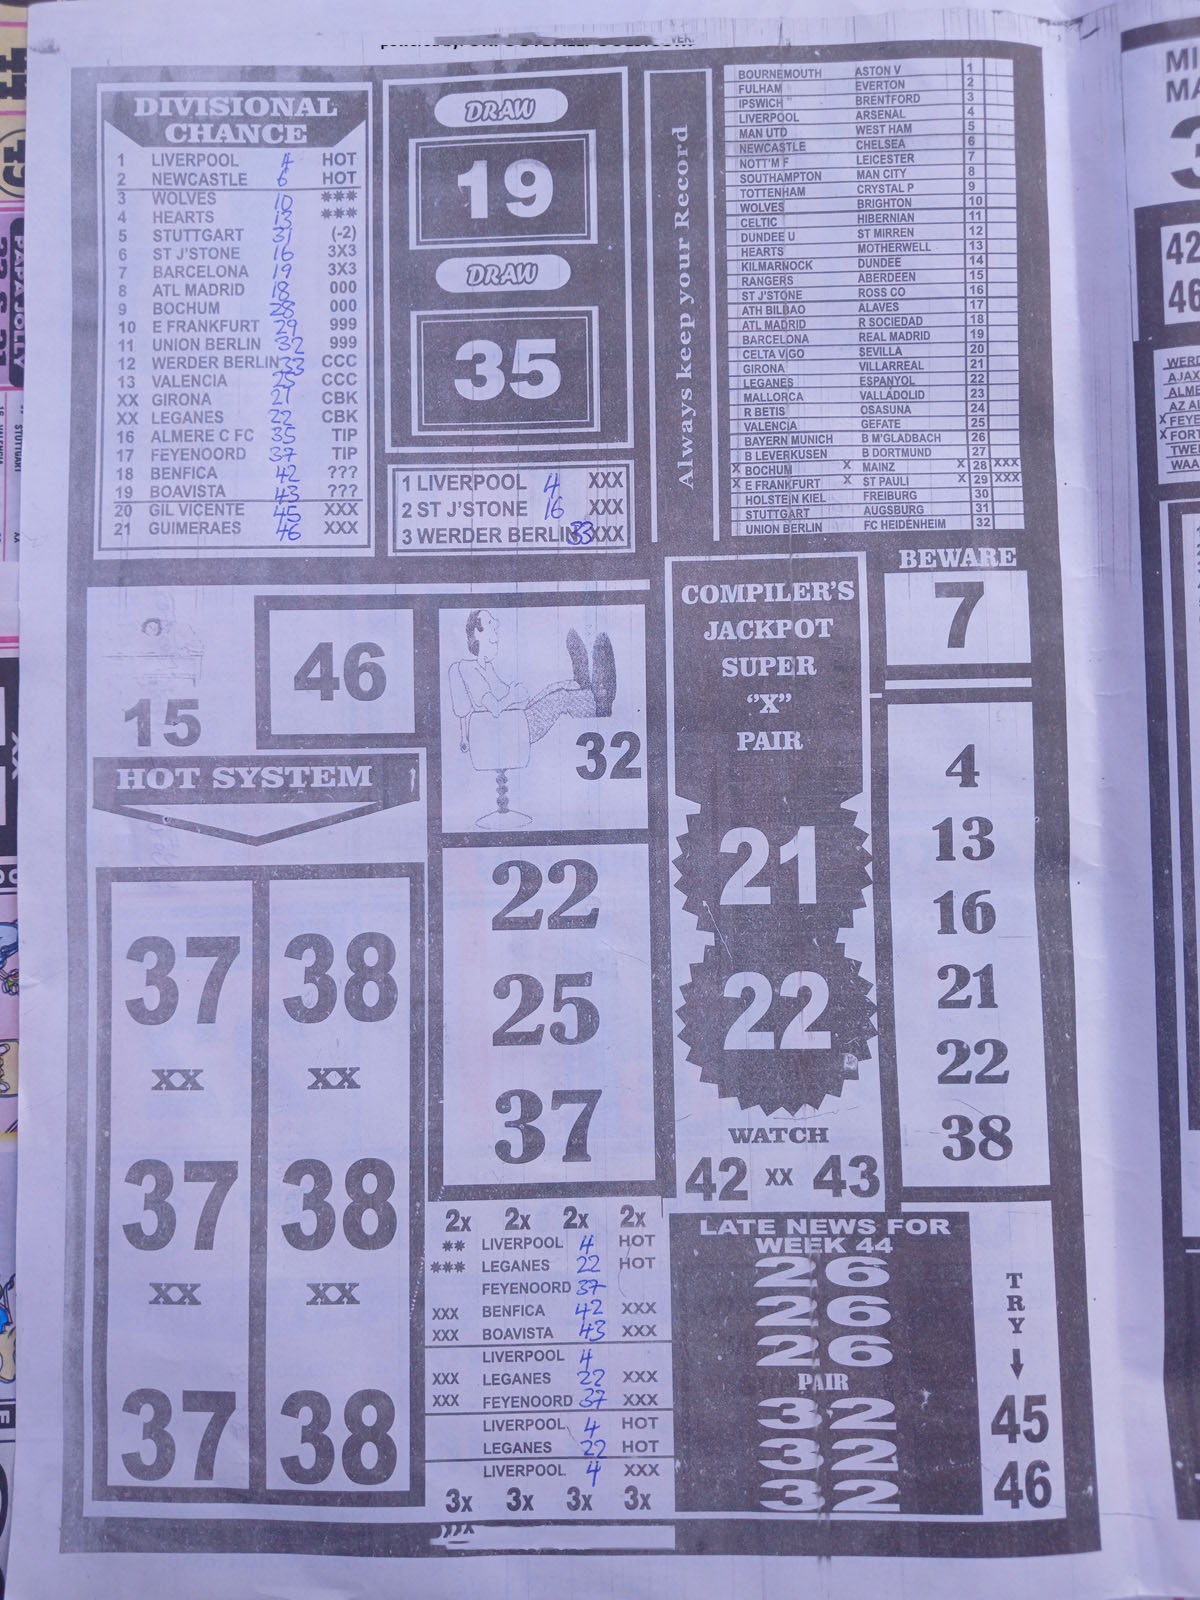 DIVISIONAL
CHANCE
1 LIVERPOOL 4 HOT
2 NEWCASTLE 6 HOT
3 WOLVES 10 ***
4 HEARTS 13 ***
5 STUTTGART 31 (-2)
6 ST J'STONE 16 3X3
7 BARCELONA 19 3X3
8 ATL MADRID 18 000
9 BOCHUM 28 000
10 E FRANKFURT 29 999
11 UNION BERLIN 32 999
12 WERDER BERLIN 33 CCC
13 VALENCIA 25 CCC
XX GIRONA 21 CBK
XX LEGANES 22 CBK
16 ALMERE C FC 35 TIP
17 FEYENOORD 37 TIP
18 BENFICA 42 ???
19 BOAVISTA 43 ???
20 GIL VICENTE 45 XXX
21 GUIMERAES 46 XXX
DRAW
19
DRAW
35
1 LIVERPOOL 4 XXX
2 ST J'STONE 16 XXX
3 WERDER BERLIN 33 XXX
Always keep your Record
BOURNEMOUTH ASTON V 1
FULHAM EVERTON 2
IPSWICH BRENTFORD 3
LIVERPOOL ARSENAL 4
MAN UTD WEST HAM 5
NEWCASTLE CHELSEA 6
NOTT'M F LEICESTER 7
SOUTHAMPTON MAN CITY 8
TOTTENHAM CRYSTAL P 9
WOLVES BRIGHTON 10
CELTIC HIBERNIAN 11
DUNDEE U ST MIRREN 12
HEARTS MOTHERWELL 13
KILMARNOCK DUNDEE 14
RANGERS ABERDEEN 15
ST J'STONE ROSS CO 16
ATH BILBAO ALAVES 17
ATL MADRID R SOCIEDAD 18
BARCELONA REAL MADRID 19
CELTA VIGO SEVILLA 20
GIRONA VILLARREAL 21
LEGANES ESPANYOL 22
MALLORCA VALLADOLID 23
R BETIS OSASUNA 24
VALENCIA GEFATE 25
BAYERN MUNICH B M'GLADBACH 26
B LEVERKUSEN B DORTMUND 27
X BOCHUM X MAINZ X 28 XXX
X E FRANKFURT X ST PAULI X 29 XXX
HOLSTEIN KIEL FREIBURG 30
STUTTGART AUGSBURG 31
UNION BERLIN FC HEIDENHEIM 32
BEWARE
7
15
46
32
HOT SYSTEM
37 38
XX XX
37 38
XX XX
37 38
22
25
37
COMPILER'S
JACKPOT
SUPER
"X"
PAIR
21
22
WATCH
42 XX 43
4
13
16
21
22
38
2x 2x 2x 2x
** LIVERPOOL 4 HOT
*** LEGANES 22 HOT
FEYENOORD 37
XXX BENFICA 42 XXX
XXX BOAVISTA 43 XXX
LIVERPOOL 4
XXX LEGANES 22 XXX
XXX FEYENOORD 37 XXX
LIVERPOOL 4 HOT
LEGANES 22 HOT
LIVERPOOL 4 XXX
3x 3x 3x 3x
LATE NEWS FOR
WEEK 44
26
26
26
PAIR
32
32
32
TRY
45
46
42
46
PAPA JOLLY